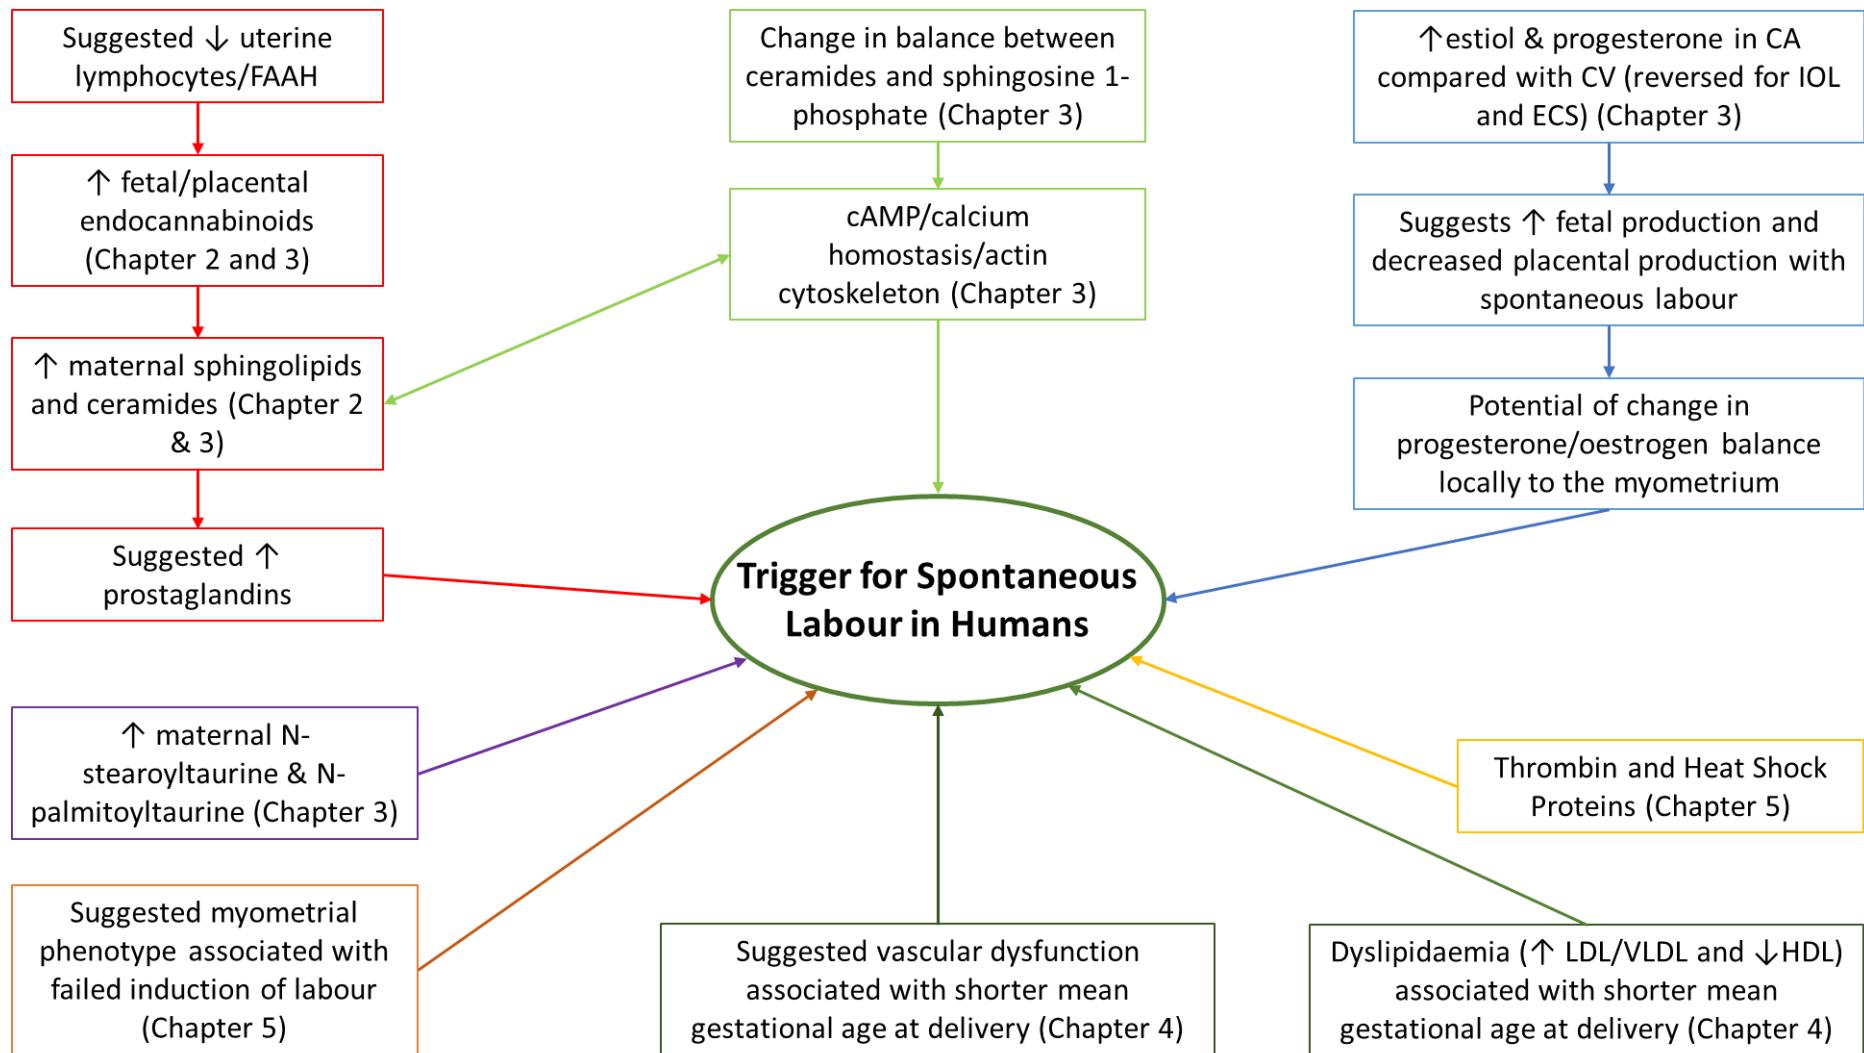 Suggested ↓ uterine
lymphocytes/FAAH
↑ fetal/placental
endocannabinoids
(Chapter 2 and 3)
↑ maternal sphingolipids
and ceramides (Chapter 2
& 3)
Suggested ↑
prostaglandins
Change in balance between
ceramides and sphingosine 1-
phosphate (Chapter 3)
cAMP/calcium
homostasis/actin
cytoskeleton (Chapter 3)
↑estiol & progesterone in CA
compared with CV (reversed for IOL
and ECS) (Chapter 3)
Suggests ↑ fetal production and
decreased placental production with
spontaneous labour
Potential of change in
progesterone/oestrogen balance
locally to the myometrium
Trigger for Spontaneous
Labour in Humans
↑ maternal N-
stearoyltaurine & N-
palmitoyltaurine (Chapter 3)
Thrombin and Heat Shock
Proteins (Chapter 5)
Suggested myometrial
phenotype associated with
failed induction of labour
(Chapter 5)
Suggested vascular dysfunction
associated with shorter mean
gestational age at delivery (Chapter 4)
Dyslipidaemia (↑ LDL/VLDL and ↓HDL)
associated with shorter mean
gestational age at delivery (Chapter 4)